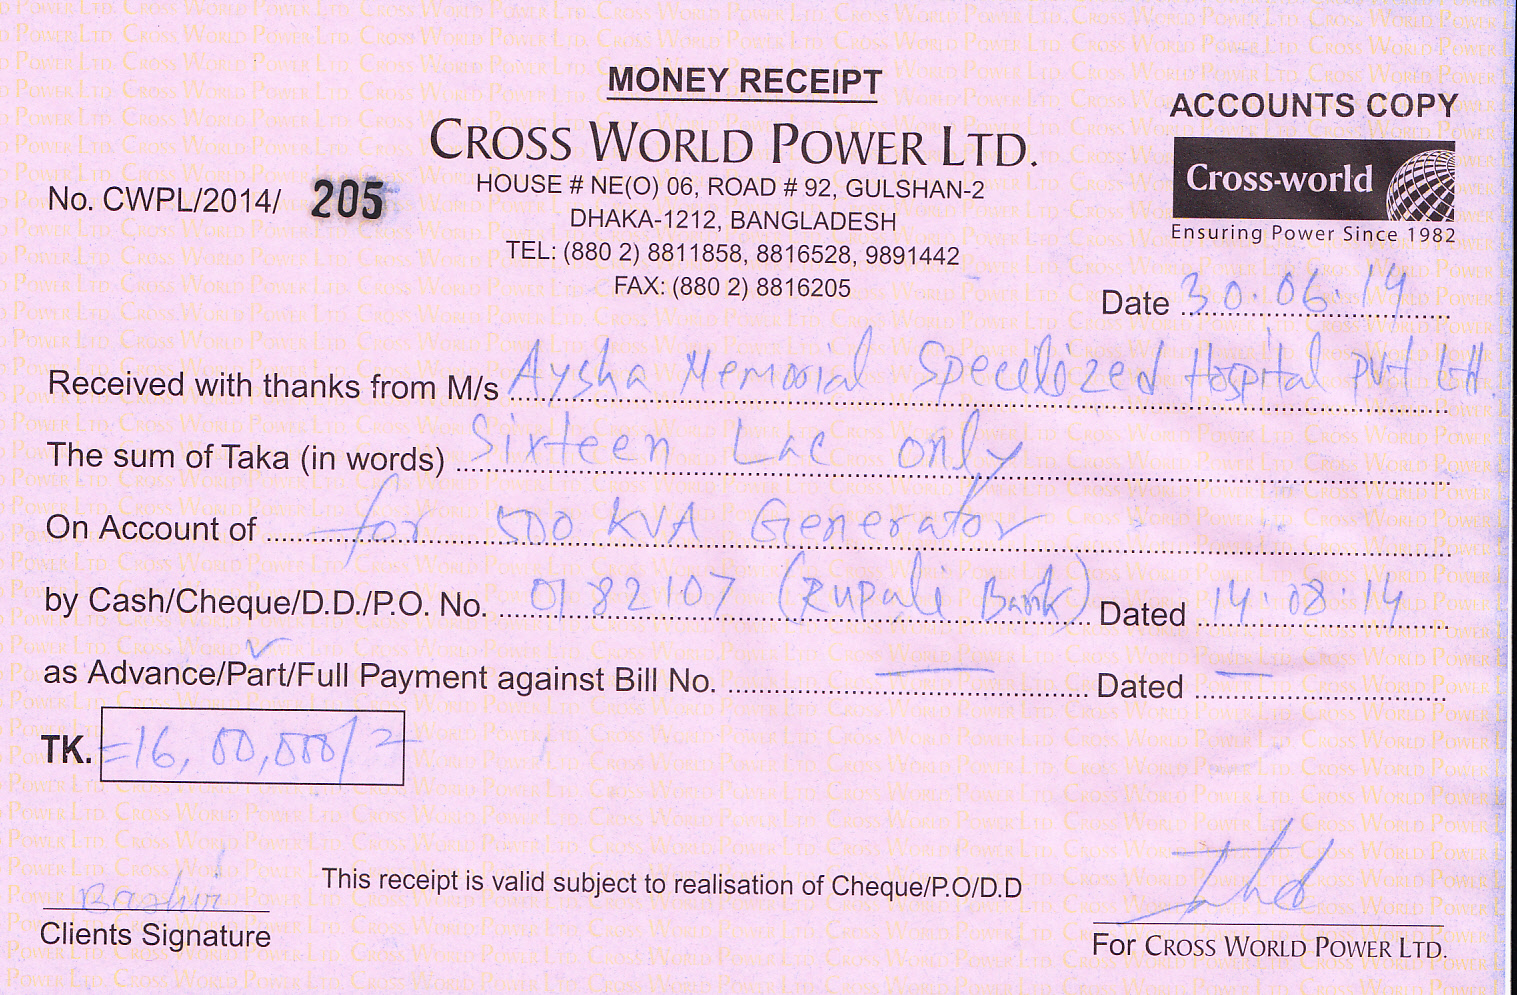 MONEY RECEIPT
ACCOUNTS COPY
CROSS WORLD POWER LTD.
Cross-world
Ensuring Power Since 1982
No. CWPL/2014/ 205
HOUSE # NE(O) 06, ROAD # 92, GULSHAN-2
DHAKA-1212, BANGLADESH
TEL: (880 2) 8811858, 8816528, 9891442
FAX: (880 2) 8816205
Date 30.06.14
Received with thanks from M/s Aysha Memorial Specelized Hospital Pvt Ltd.
The sum of Taka (in words) Sixteen Lac only
On Account of for 500 KVA Generator
by Cash/Cheque/D.D./P.O. No. 0182107 (Rupali Bank) Dated 14.08.14
as Advance/Part/Full Payment against Bill No. — Dated —
TK. =16,00,000/=
This receipt is valid subject to realisation of Cheque/P.O/D.D
Bashir
Clients Signature
For CROSS WORLD POWER LTD.